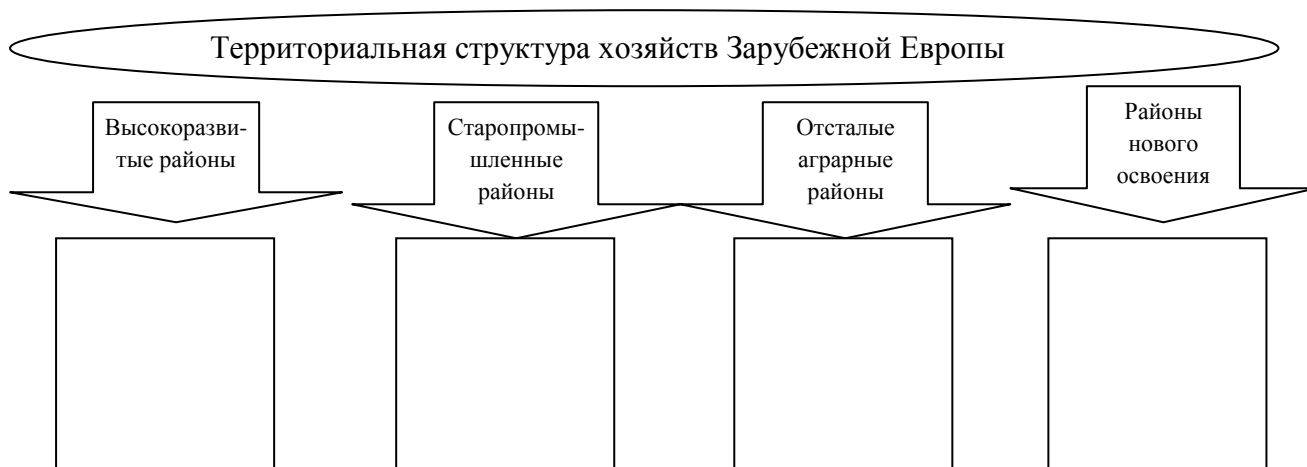 Территориальная структура хозяйств Зарубежной Европы
Высокоразви-
тые районы
Старопромы-
шленные
районы
Отсталые
аграрные
районы
Районы
нового
освоения